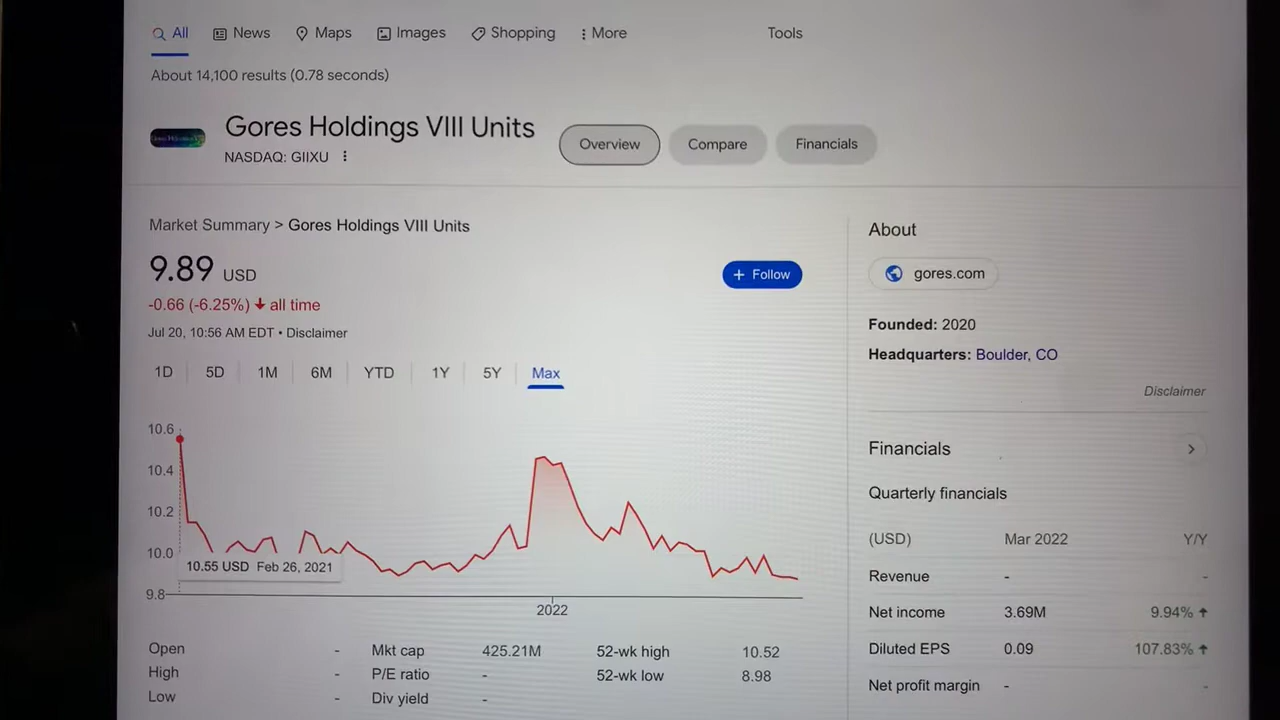 All News Maps Images Shopping More Tools
About 14,100 results (0.78 seconds)
Gores Holdings VIII Units
NASDAQ: GIIXU
Overview Compare Financials
Market Summary > Gores Holdings VIII Units
9.89 USD
+ Follow
-0.66 (-6.25%) all time
Jul 20, 10:56 AM EDT • Disclaimer
1D 5D 1M 6M YTD 1Y 5Y Max
10.6
10.4
10.2
10.0
9.8
10.55 USD Feb 26, 2021
2022
Open - Mkt cap 425.21M 52-wk high 10.52
High - P/E ratio - 52-wk low 8.98
Low - Div yield -
About
gores.com
Founded: 2020
Headquarters: Boulder, CO
Disclaimer
Financials
Quarterly financials
(USD) Mar 2022 Y/Y
Revenue - -
Net income 3.69M 9.94%
Diluted EPS 0.09 107.83%
Net profit margin - -